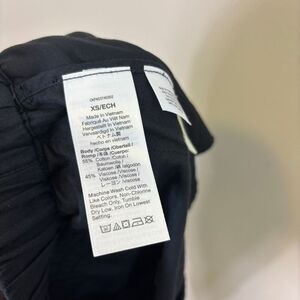 XS/ECH
Made in Vietnam
Fabriqué Au Viêt Nam
Hergestellt in Vietnam
Vervaardigd in Vietnam
ベトナム製
hecho en vietnam
Body /Corps/Oberteil /
Romp /本体/Cuerpo:
55% Cotton /Coton /
Baumwolle /
Katoen /綿 /algodon
45% Viscose /Viscose /
Viskose /Viscose /
レーヨン /Viscosa
Machine Wash Cold With
Like Colors, Non-Chlorine
Bleach Only, Tumble
Dry Low, Iron On Lowest
Setting.